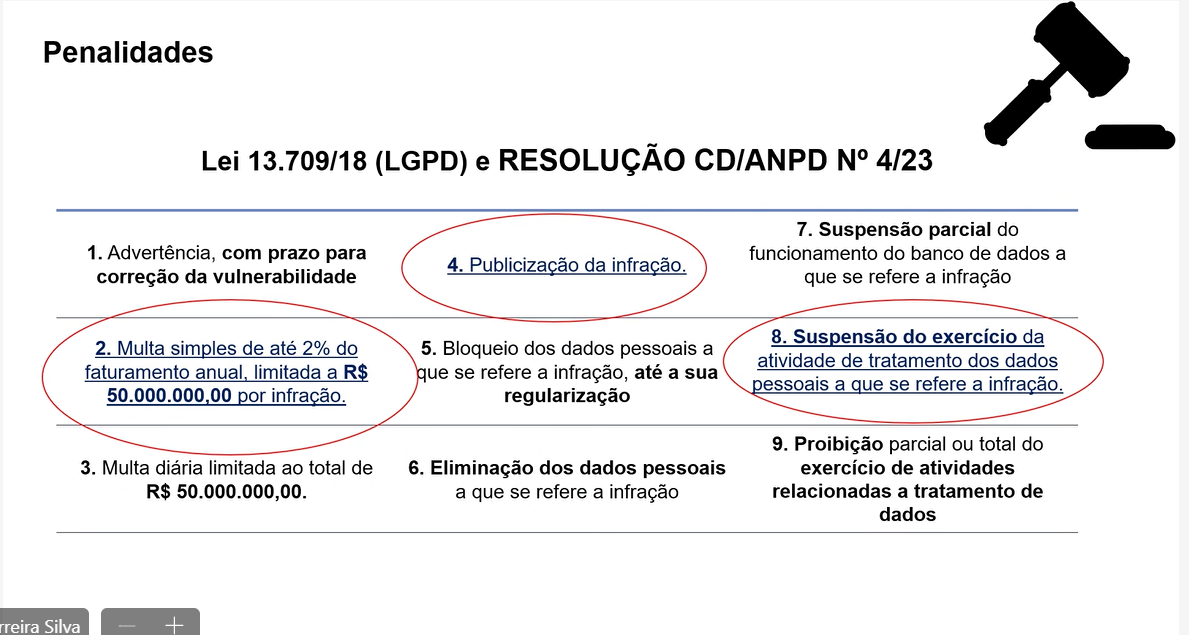 Penalidades
Lei 13.709/18 (LGPD) e RESOLUÇÃO CD/ANPD Nº 4/23
1. Advertência, com prazo para
correção da vulnerabilidade
4. Publicização da infração.
7. Suspensão parcial do
funcionamento do banco de dados a
que se refere a infração
2. Multa simples de até 2% do
faturamento anual, limitada a R$
50.000.000,00 por infração.
5. Bloqueio dos dados pessoais a
que se refere a infração, até a sua
regularização
8. Suspensão do exercício da
atividade de tratamento dos dados
pessoais a que se refere a infração.
3. Multa diária limitada ao total de
R$ 50.000.000,00.
6. Eliminação dos dados pessoais
a que se refere a infração
9. Proibição parcial ou total do
exercício de atividades
relacionadas a tratamento de
dados
rreira Silva